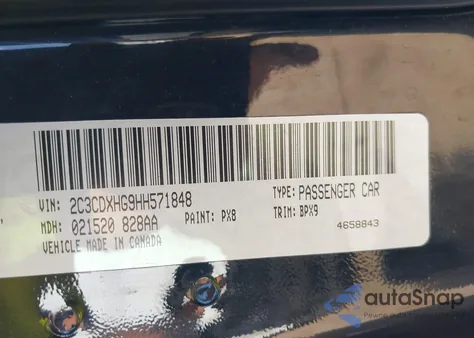 VIN: 2C3CDXHG9HH571848
TYPE: PASSENGER CAR
MDH: 021520 828AA
PAINT: PX8
TRIM: BPX9
VEHICLE MADE IN CANADA
4658843
autoSnap